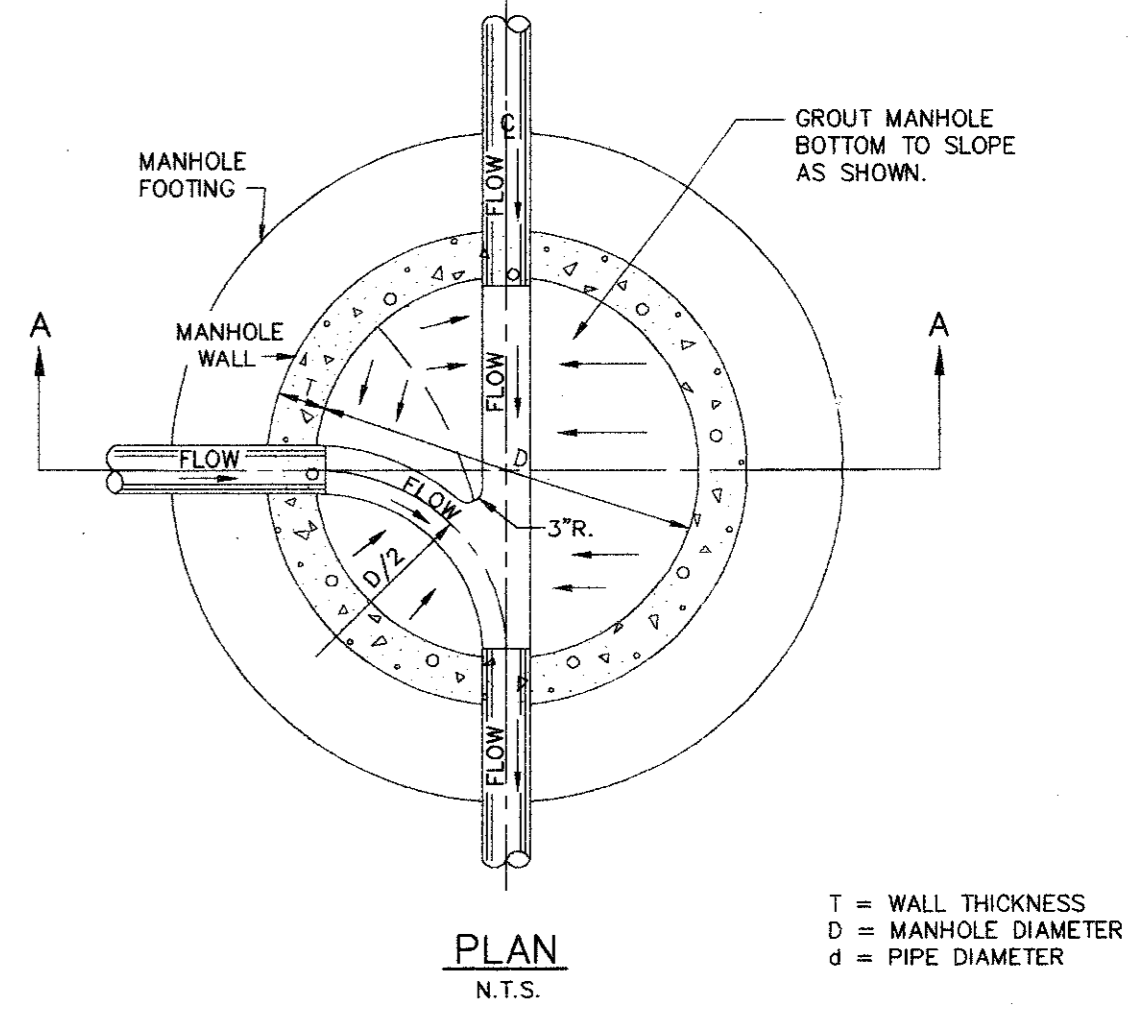 ℄
FLOW
GROUT MANHOLE
BOTTOM TO SLOPE
AS SHOWN.
MANHOLE
FOOTING
A
A
MANHOLE
WALL
T
FLOW
D
FLOW
FLOW
3"R.
D/2
FLOW
PLAN
N.T.S.
T = WALL THICKNESS
D = MANHOLE DIAMETER
d = PIPE DIAMETER